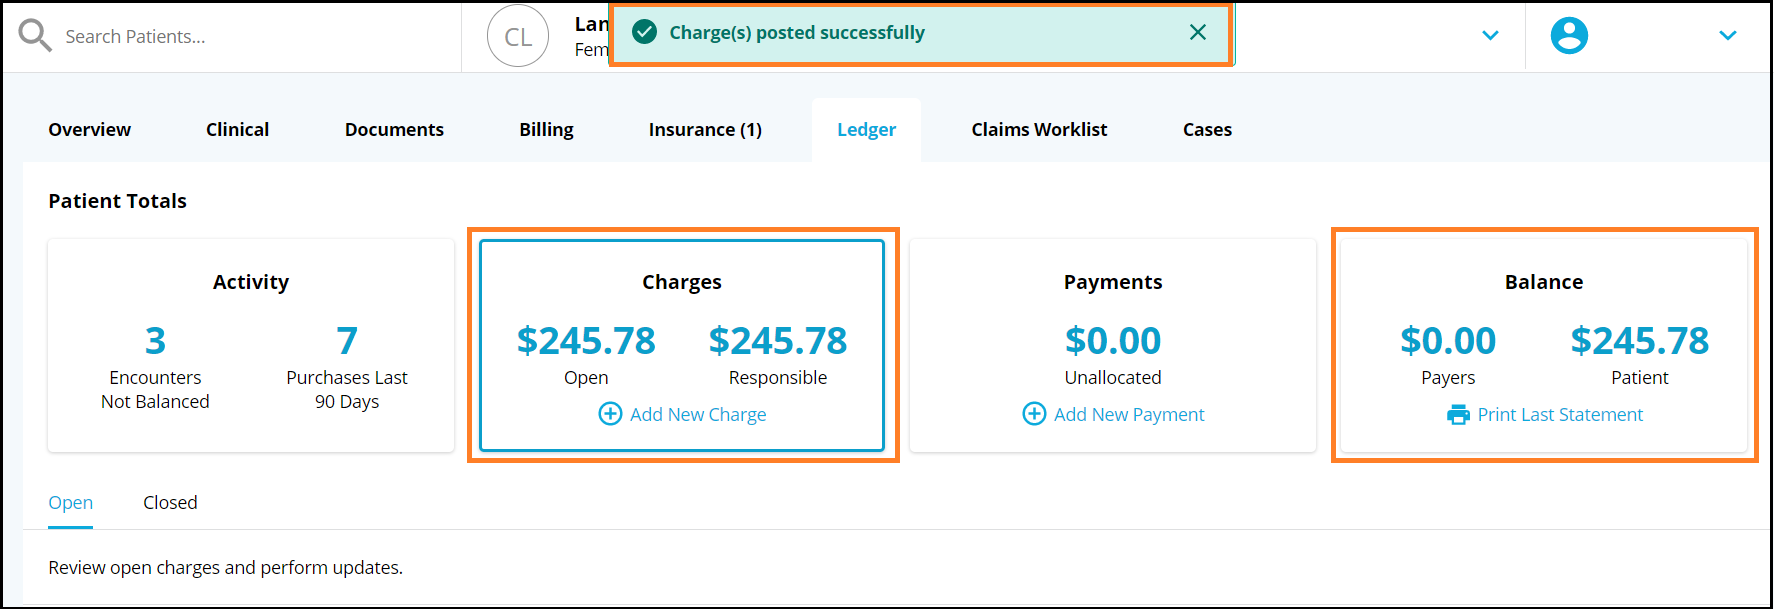 Search Patients...
CL
Charge(s) posted successfully
Overview
Clinical
Documents
Billing
Insurance (1)
Ledger
Claims Worklist
Cases
Patient Totals
Activity
3
Encounters
Not Balanced
7
Purchases Last
90 Days
Charges
$245.78
Open
$245.78
Responsible
Add New Charge
Payments
$0.00
Unallocated
Add New Payment
Balance
$0.00
Payers
$245.78
Patient
Print Last Statement
Open
Closed
Review open charges and perform updates.